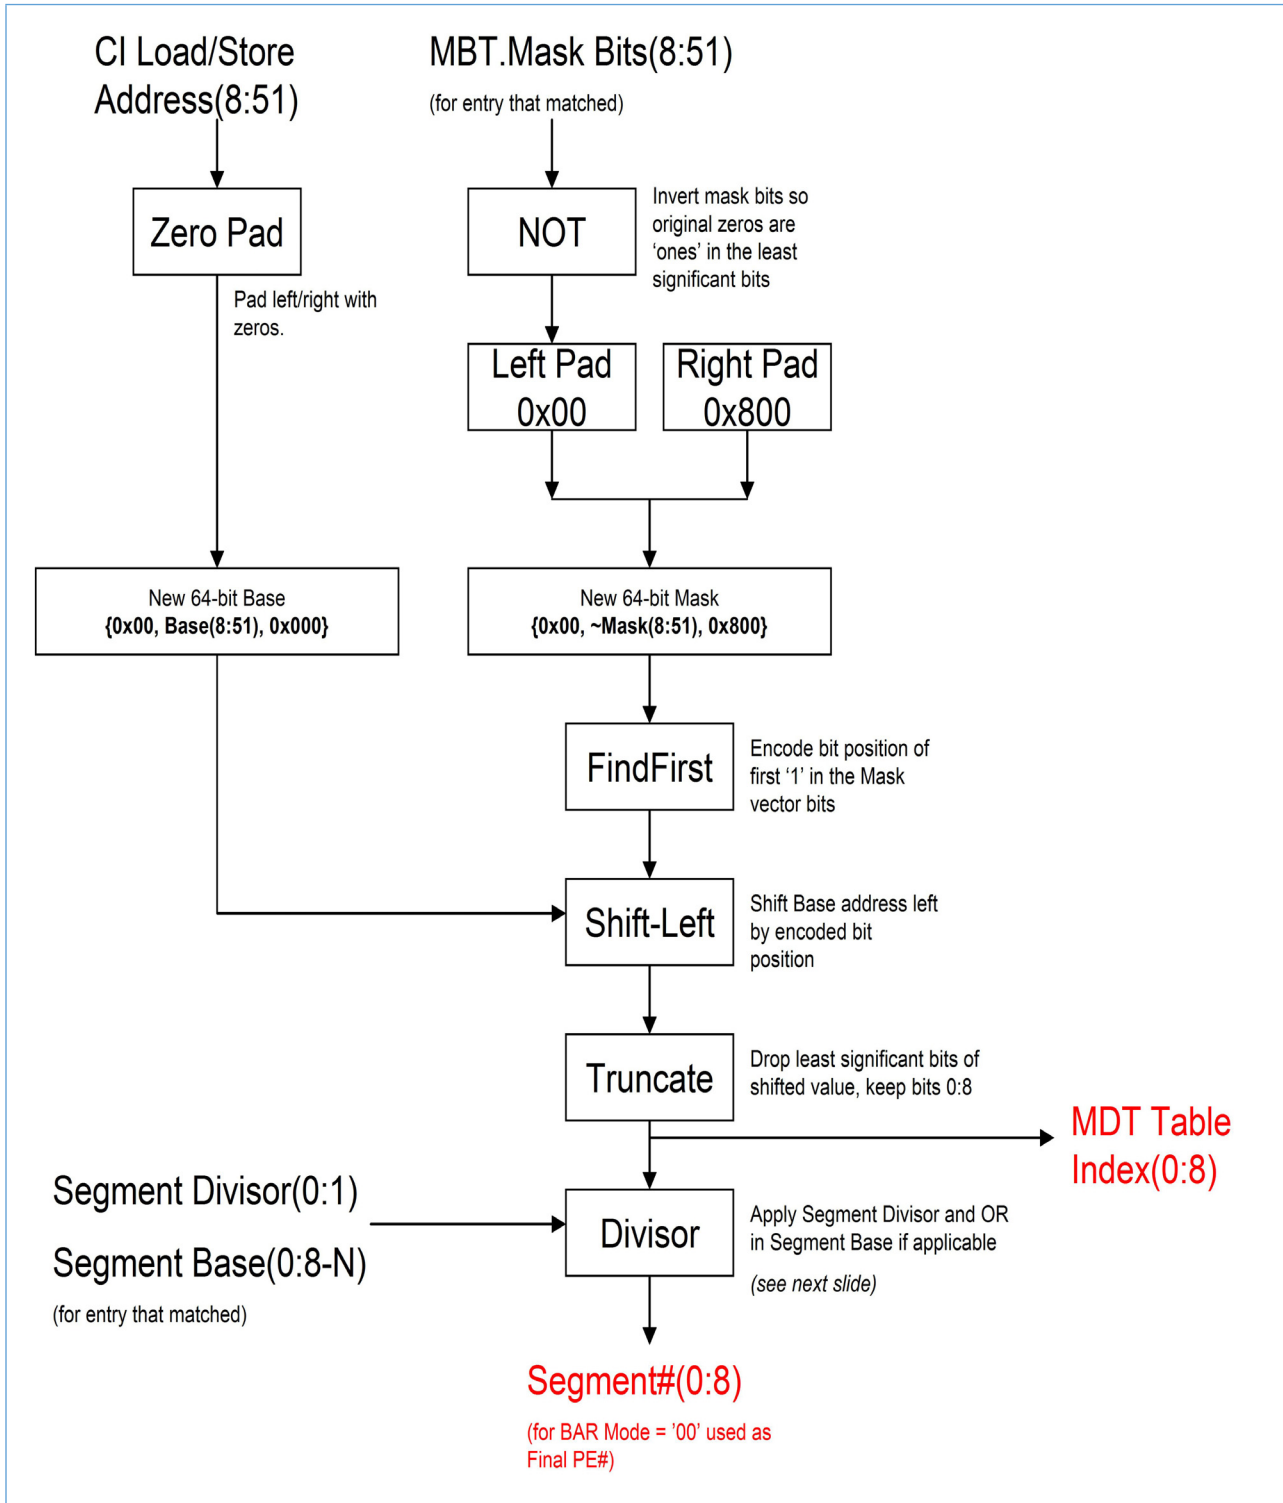 CI Load/Store
Address(8:51)
MBT.Mask Bits(8:51)
(for entry that matched)
Zero Pad
NOT
Invert mask bits so
original zeros are
‘ones’ in the least
significant bits
Pad left/right with
zeros.
Left Pad
0x00
Right Pad
0x800
New 64-bit Base
{0x00, Base(8:51), 0x000}
New 64-bit Mask
{0x00, ~Mask(8:51), 0x800}
FindFirst
Encode bit position of
first ‘1’ in the Mask
vector bits
Shift-Left
Shift Base address left
by encoded bit
position
Truncate
Drop least significant bits of
shifted value, keep bits 0:8
MDT Table
Index(0:8)
Segment Divisor(0:1)
Segment Base(0:8-N)
(for entry that matched)
Divisor
Apply Segment Divisor and OR
in Segment Base if applicable
(see next slide)
Segment#(0:8)
(for BAR Mode = ’00’ used as
Final PE#)